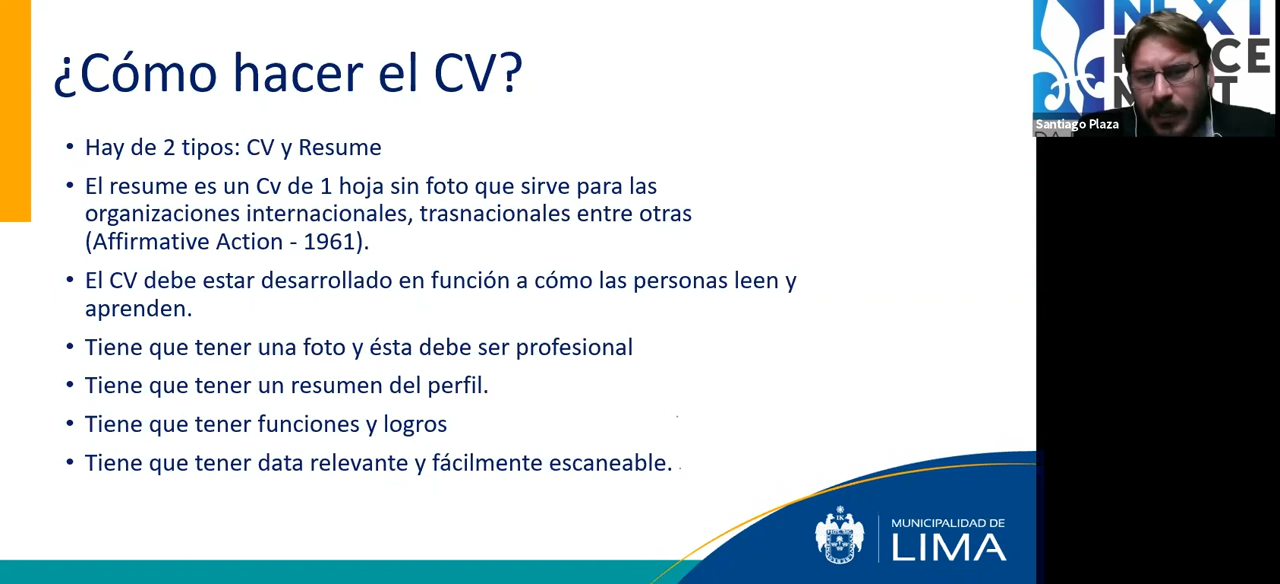 ¿Cómo hacer el CV?
• Hay de 2 tipos: CV y Resume
• El resume es un Cv de 1 hoja sin foto que sirve para las
organizaciones internacionales, trasnacionales entre otras
(Affirmative Action - 1961).
• El CV debe estar desarrollado en función a cómo las personas leen y
aprenden.
• Tiene que tener una foto y ésta debe ser profesional
• Tiene que tener un resumen del perfil.
• Tiene que tener funciones y logros
• Tiene que tener data relevante y fácilmente escaneable.
MUNICIPALIDAD DE
LIMA
NEXT
Santiago Plaza